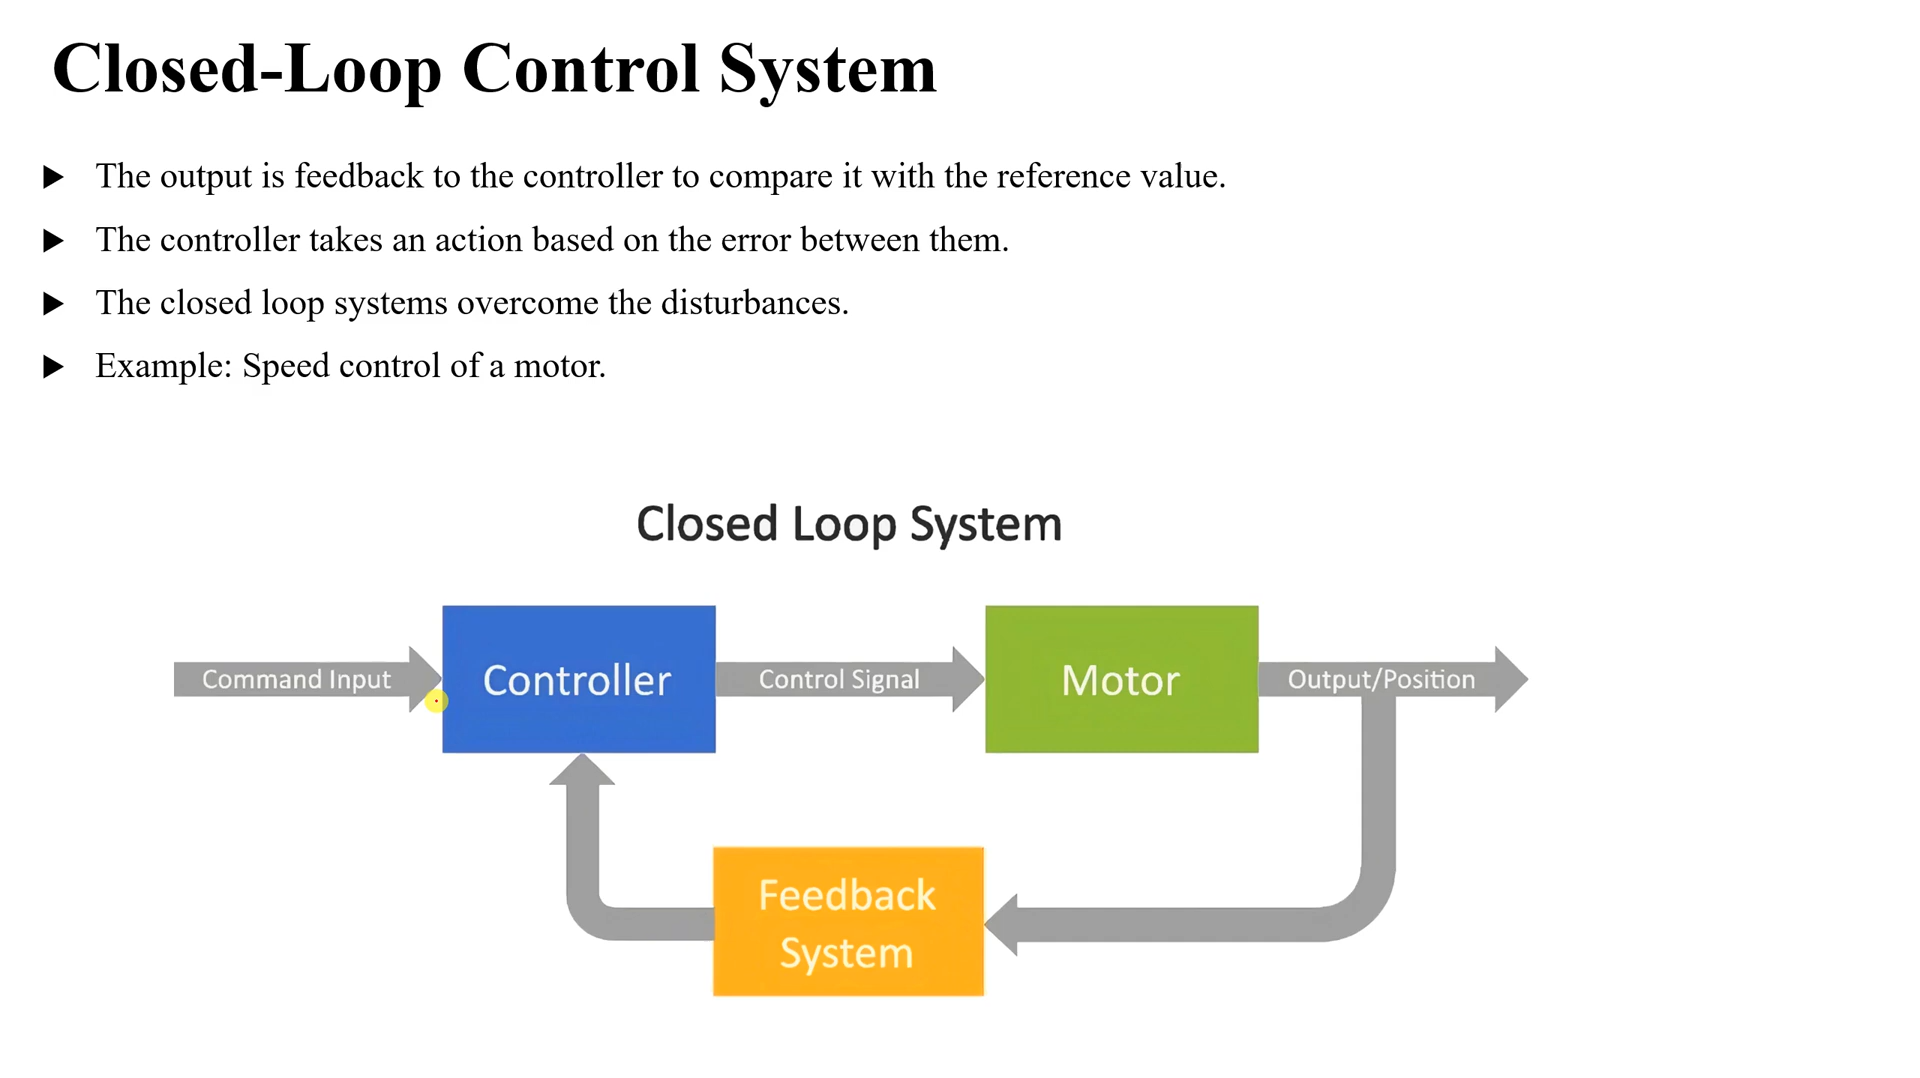 Closed-Loop Control System
The output is feedback to the controller to compare it with the reference value.
The controller takes an action based on the error between them.
The closed loop systems overcome the disturbances.
Example: Speed control of a motor.
Closed Loop System
Command Input
Controller
Control Signal
Motor
Output/Position
Feedback
System